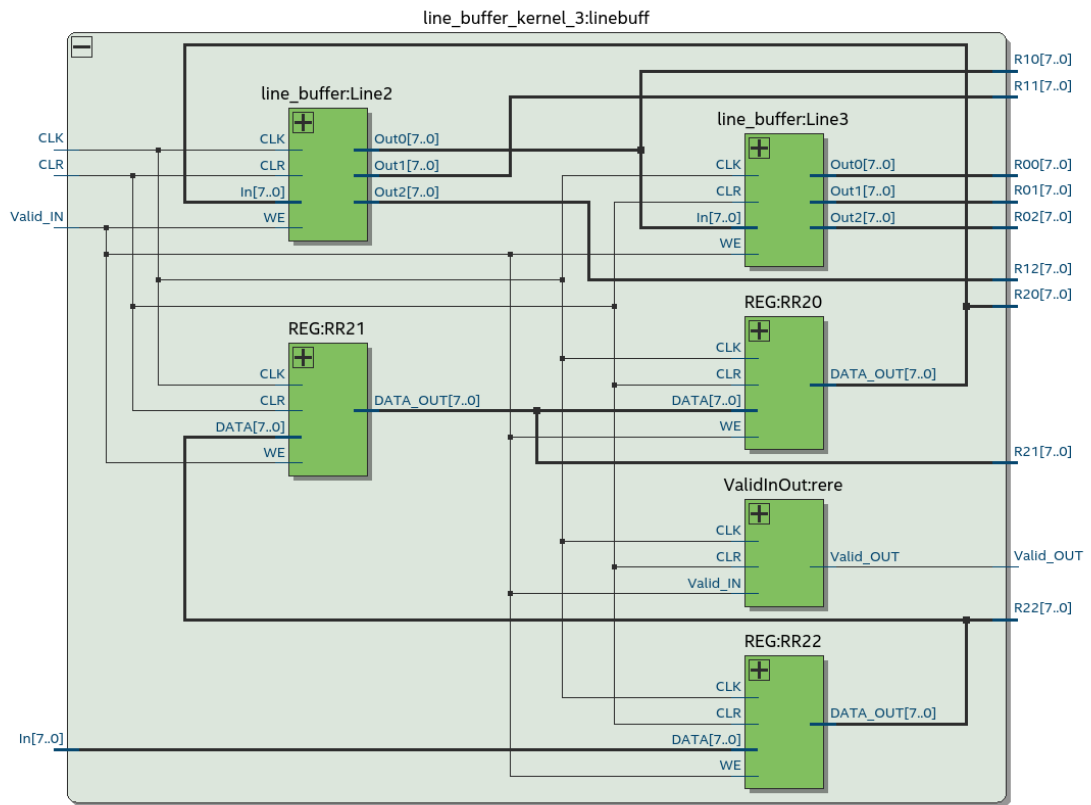 line_buffer_kernel_3:linebuff
R10[7..0]
R11[7..0]
line_buffer:Line2
line_buffer:Line3
CLK
CLR
Valid_IN
CLK
CLR
In[7..0]
WE
Out0[7..0]
Out1[7..0]
Out2[7..0]
CLK
CLR
In[7..0]
WE
Out0[7..0]
Out1[7..0]
Out2[7..0]
R00[7..0]
R01[7..0]
R02[7..0]
R12[7..0]
R20[7..0]
REG:RR20
CLK
CLR
DATA[7..0]
WE
DATA_OUT[7..0]
REG:RR21
CLK
CLR
DATA[7..0]
WE
DATA_OUT[7..0]
R21[7..0]
ValidInOut:rere
CLK
CLR
Valid_IN
Valid_OUT
Valid_OUT
R22[7..0]
REG:RR22
CLK
CLR
DATA[7..0]
WE
DATA_OUT[7..0]
In[7..0]